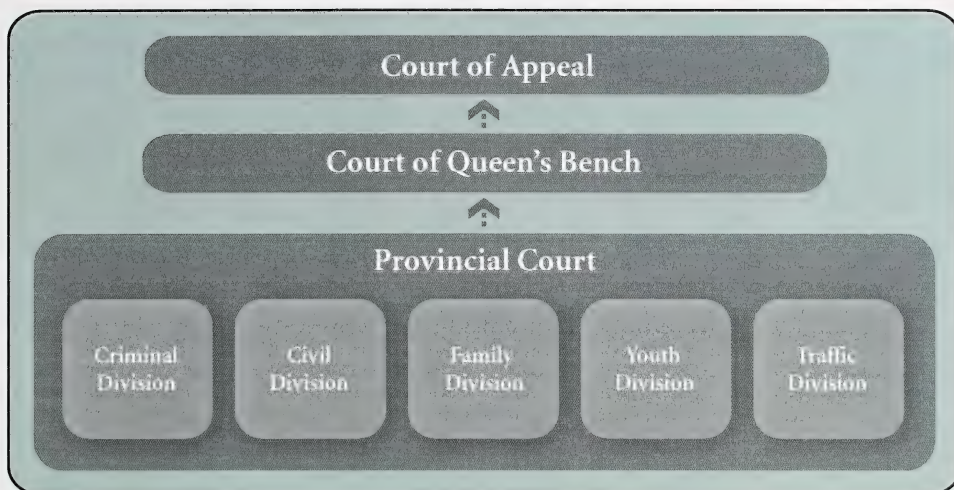 Court of Appeal
Court of Queen's Bench
Provincial Court
Criminal
Division
Civil
Division
Family
Division
Youth
Division
Traffic
Division